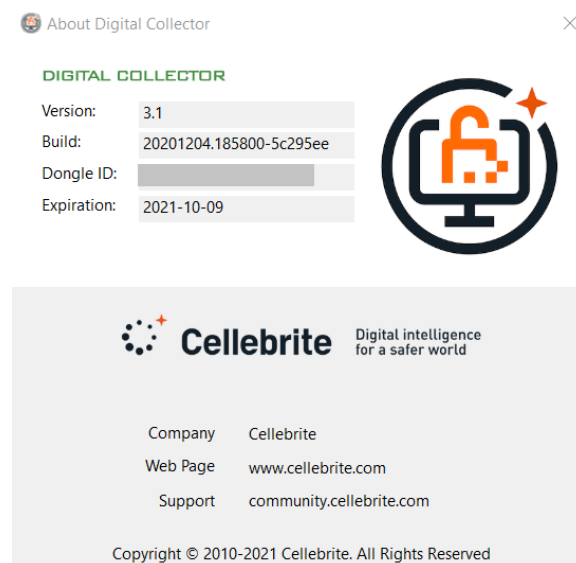 About Digital Collector
DIGITAL COLLECTOR
Version: 3.1
Build: 20201204.185800-5c295ee
Dongle ID:
Expiration: 2021-10-09
Cellebrite
Digital intelligence
for a safer world
Company Cellebrite
Web Page www.cellebrite.com
Support community.cellebrite.com
Copyright © 2010-2021 Cellebrite. All Rights Reserved